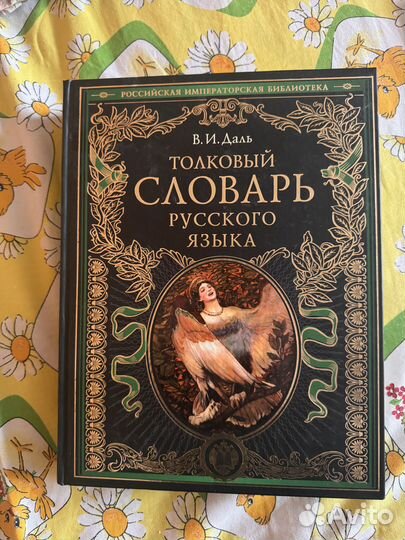 РОССИЙСКАЯ ИМПЕРАТОРСКАЯ БИБЛИОТЕКА
В. И. ДАЛЬ
ТОЛКОВЫЙ
СЛОВАРЬ
РУССКОГО
ЯЗЫКА
Avito